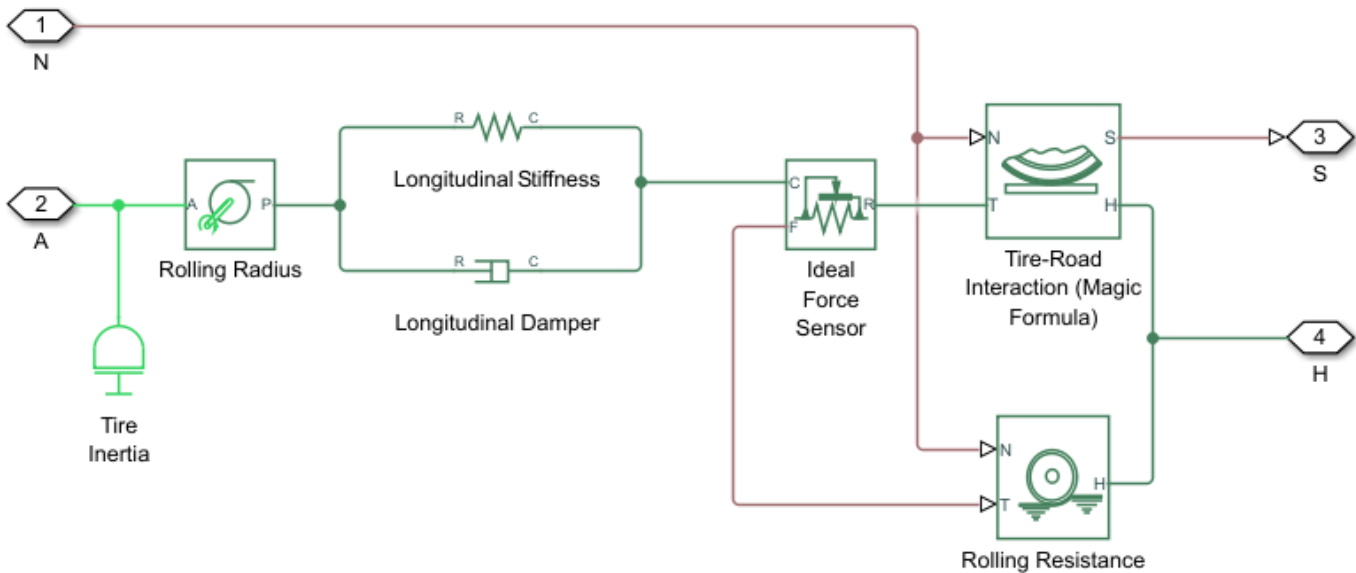 1
N
R
C
N
S
3
Longitudinal Stiffness
S
2
A
P
C
R
T
H
A
F
Rolling Radius
R
C
Ideal
Force
Sensor
Tire-Road
Interaction (Magic
Formula)
Longitudinal Damper
4
H
Tire
Inertia
N
H
T
Rolling Resistance